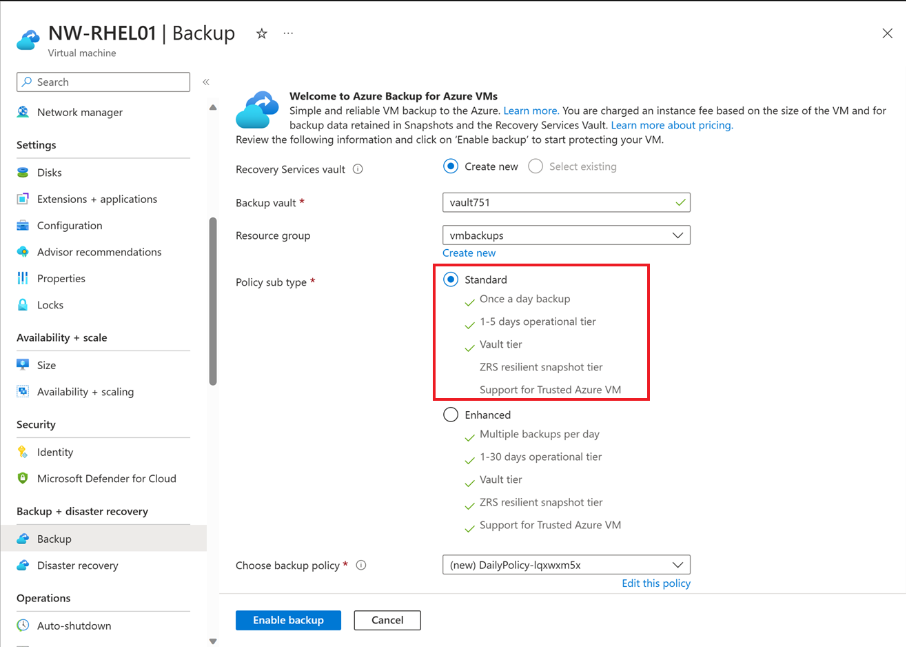 NW-RHEL01 | Backup ☆ ···
Virtual machine
Search
«
Network manager
Settings
Disks
Extensions + applications
Configuration
Advisor recommendations
Properties
Locks
Availability + scale
Size
Availability + scaling
Security
Identity
Microsoft Defender for Cloud
Backup + disaster recovery
Backup
Disaster recovery
Operations
Auto-shutdown
Welcome to Azure Backup for Azure VMs
Simple and reliable VM backup to the Azure. Learn more. You are charged an instance fee based on the size of the VM and for
backup data retained in Snapshots and the Recovery Services Vault. Learn more about pricing.
Review the following information and click on 'Enable backup' to start protecting your VM.
Recovery Services vault Create new Select existing
Backup vault * vault751
Resource group vmbackups
Create new
Policy sub type * Standard
Once a day backup
1-5 days operational tier
Vault tier
ZRS resilient snapshot tier
Support for Trusted Azure VM
Enhanced
Multiple backups per day
1-30 days operational tier
Vault tier
ZRS resilient snapshot tier
Support for Trusted Azure VM
Choose backup policy * (new) DailyPolicy-lqxwxm5x
Edit this policy
Enable backup Cancel